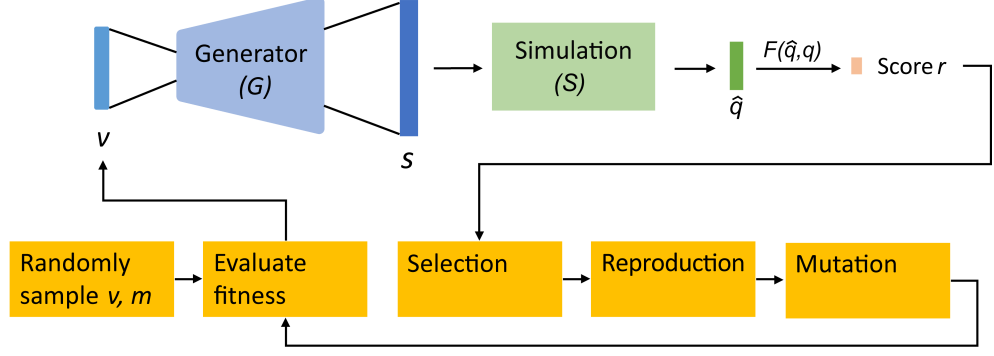 Generator
(G)
Simulation
(S)
F(q̂,q)
Score r
v
s
q̂
Randomly
sample v, m
Evaluate
fitness
Selection
Reproduction
Mutation